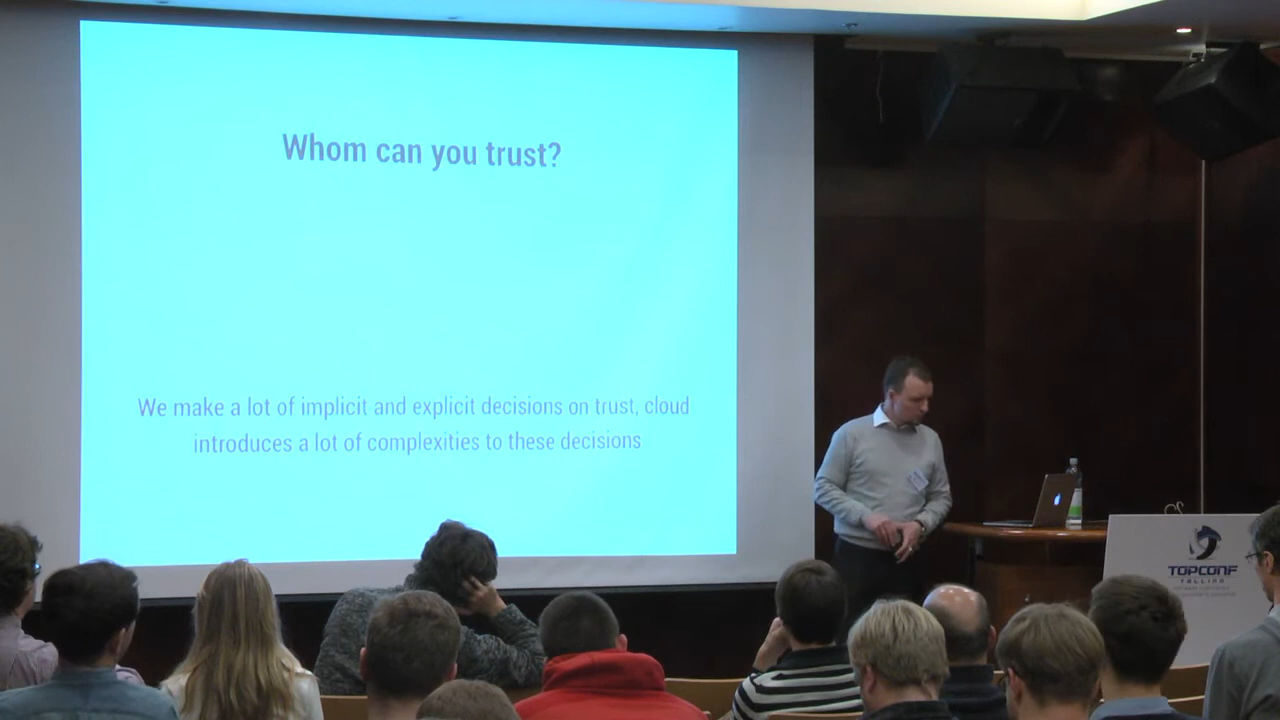 Whom can you trust?
We make a lot of implicit and explicit decisions on trust, cloud
introduces a lot of complexities to these decisions
TOPCONF
TALLINN